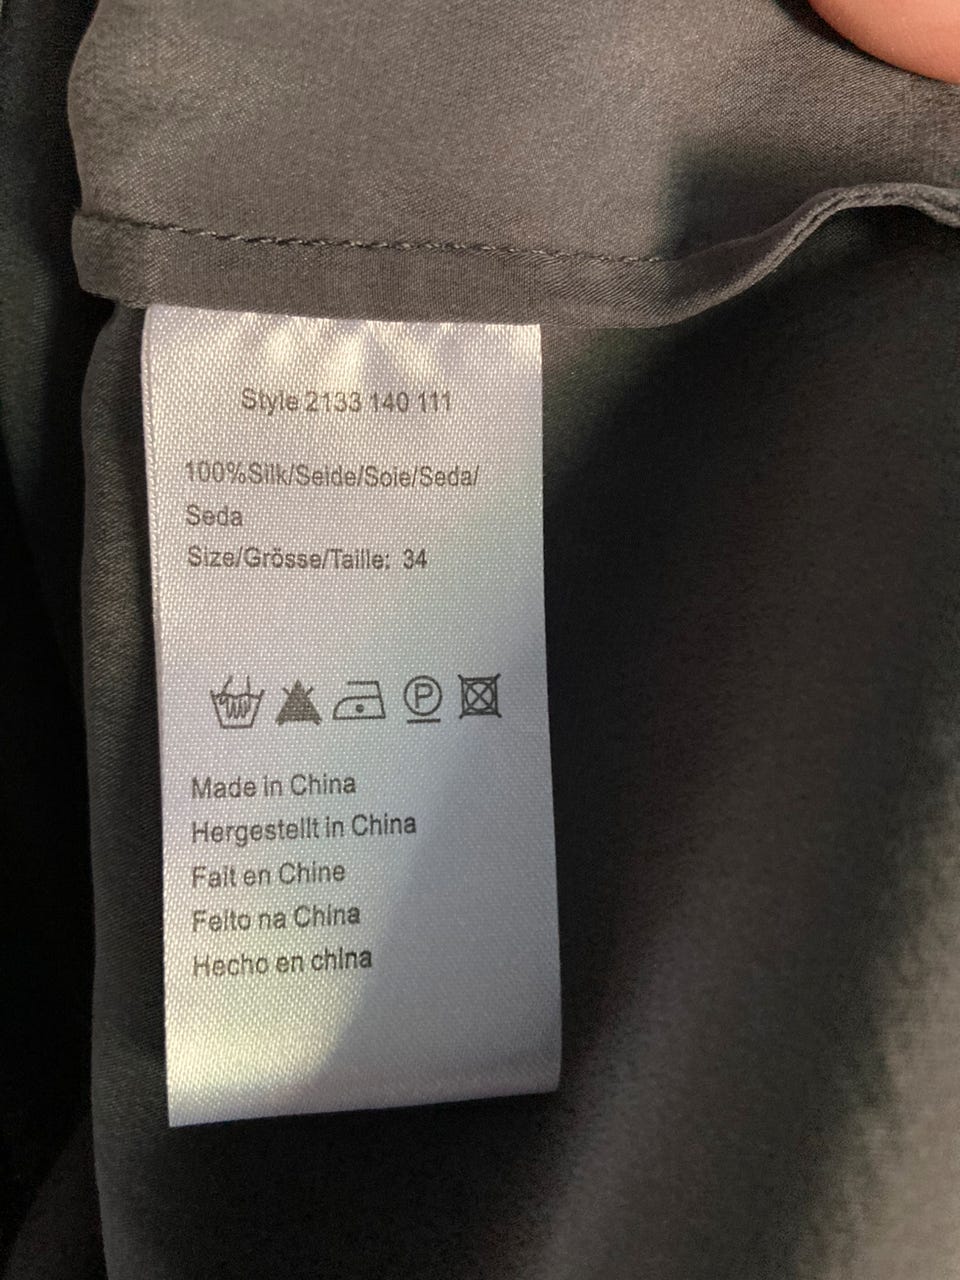 Style 2133 140 111
100%Silk/Seide/Soie/Seda/
Seda
Size/Grösse/Taille: 34
P
Made in China
Hergestellt in China
Fait en Chine
Feito na China
Hecho en china